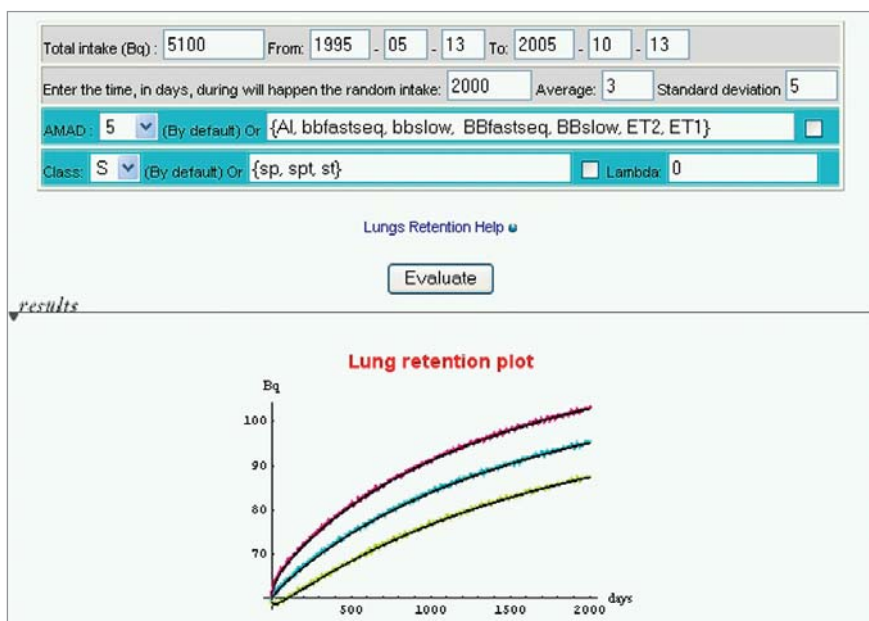 Total intake (Bq) : 5100 From: 1995 - 05 - 13 To: 2005 - 10 - 13
Enter the time, in days, during will happen the random intake: 2000 Average: 3 Standard deviation 5
AMAD : 5 (By default) Or {AI, bbfastseq, bbslow, BBfastseq, BBslow, ET2, ET1}
Class: S (By default) Or {sp, spt, st} Lambda: 0
Lungs Retention Help
Evaluate
results
Lung retention plot
Bq
100
90
80
70
500 1000 1500 2000 days